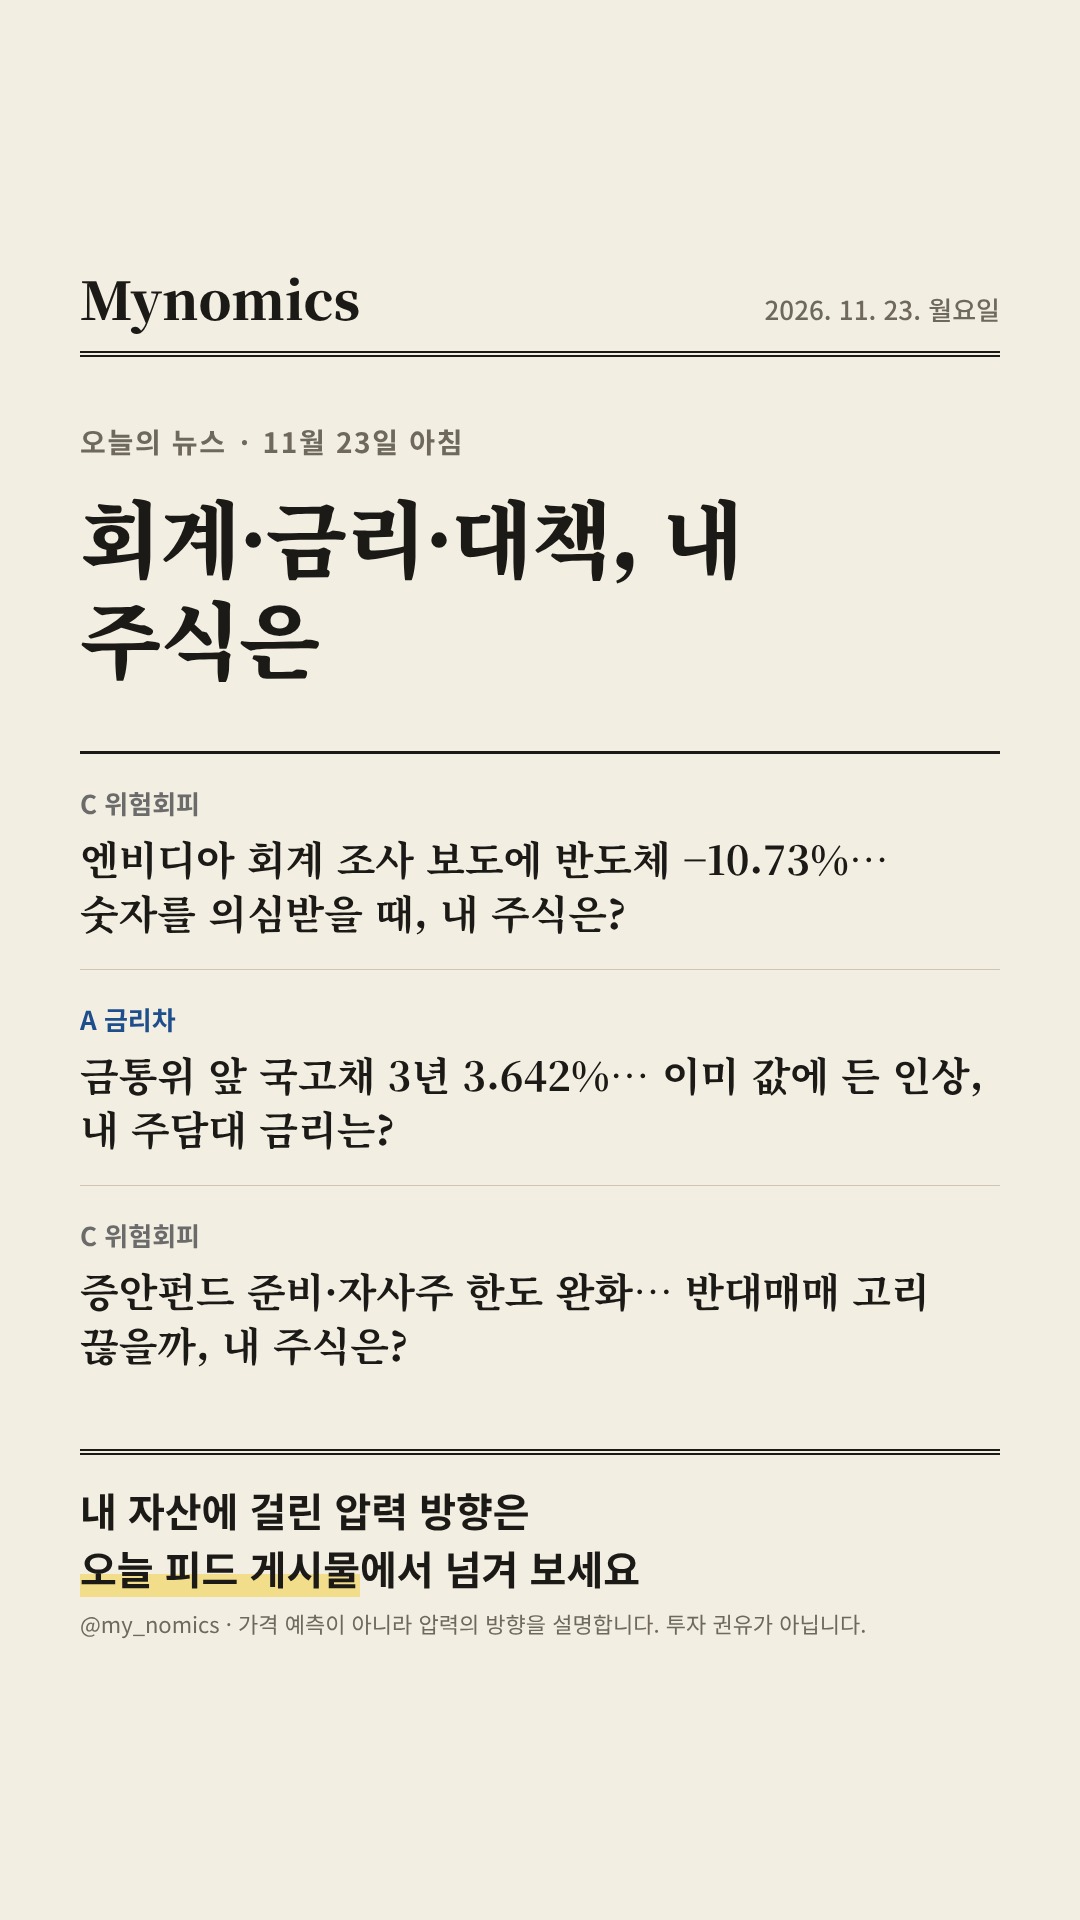 Mynomics
2026. 11. 23. 월요일
오늘의 뉴스 · 11월 23일 아침
회계·금리·대책, 내
주식은
C 위험회피
엔비디아 회계 조사 보도에 반도체 −10.73%…
숫자를 의심받을 때, 내 주식은?
A 금리차
금통위 앞 국고채 3년 3.642%… 이미 값에 든 인상,
내 주담대 금리는?
C 위험회피
증안펀드 준비·자사주 한도 완화… 반대매매 고리
끊을까, 내 주식은?
내 자산에 걸린 압력 방향은
오늘 피드 게시물에서 넘겨 보세요
@my_nomics · 가격 예측이 아니라 압력의 방향을 설명합니다. 투자 권유가 아닙니다.